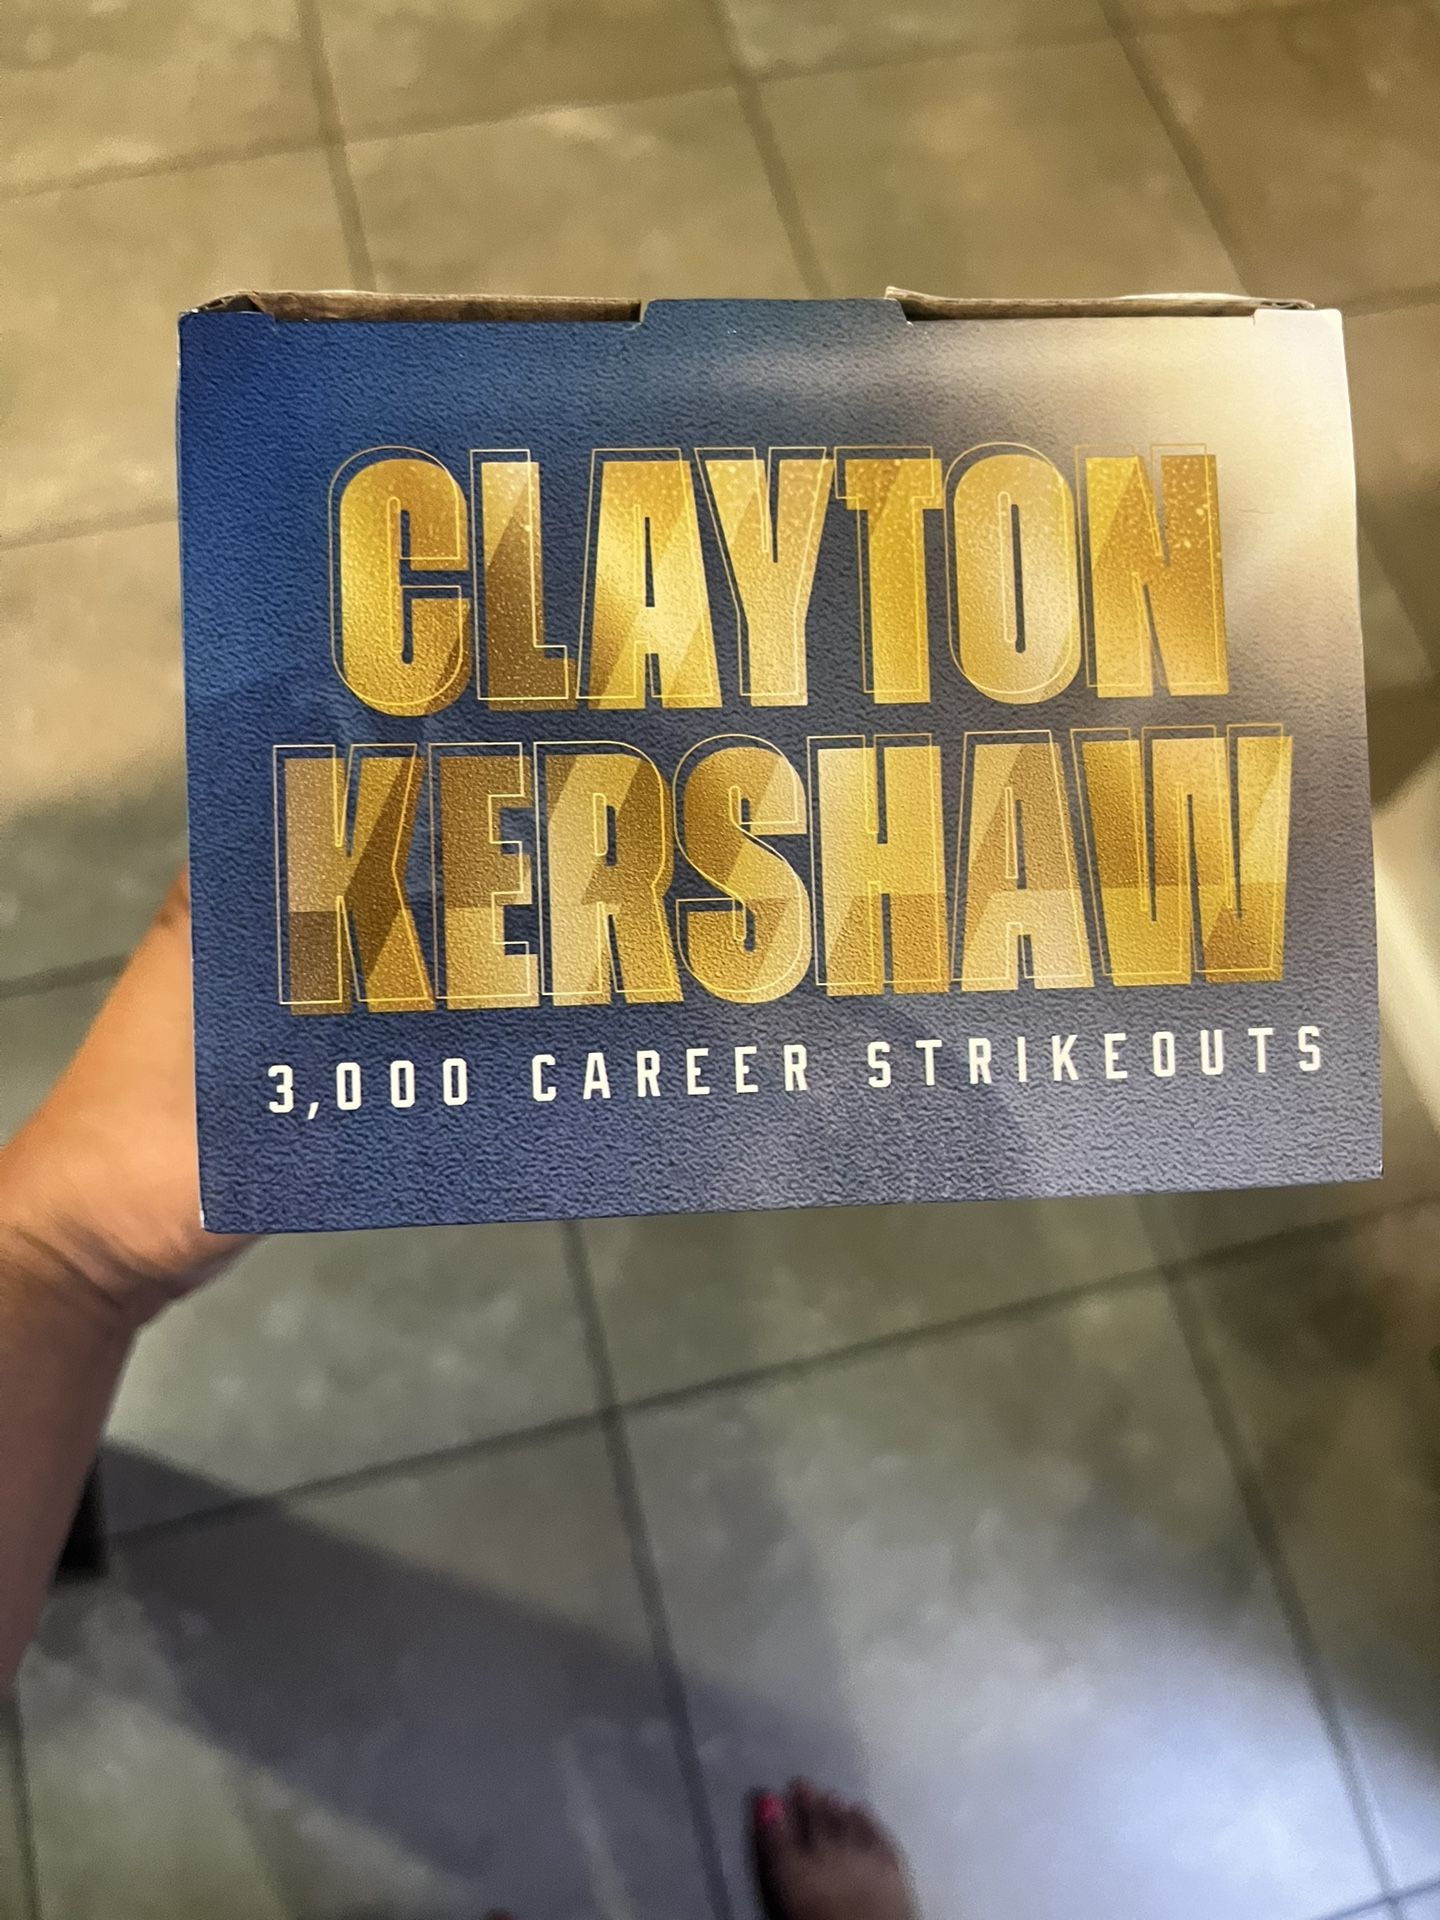 CLAYTON
KERSHAW
3,000 CAREER STRIKEOUTS